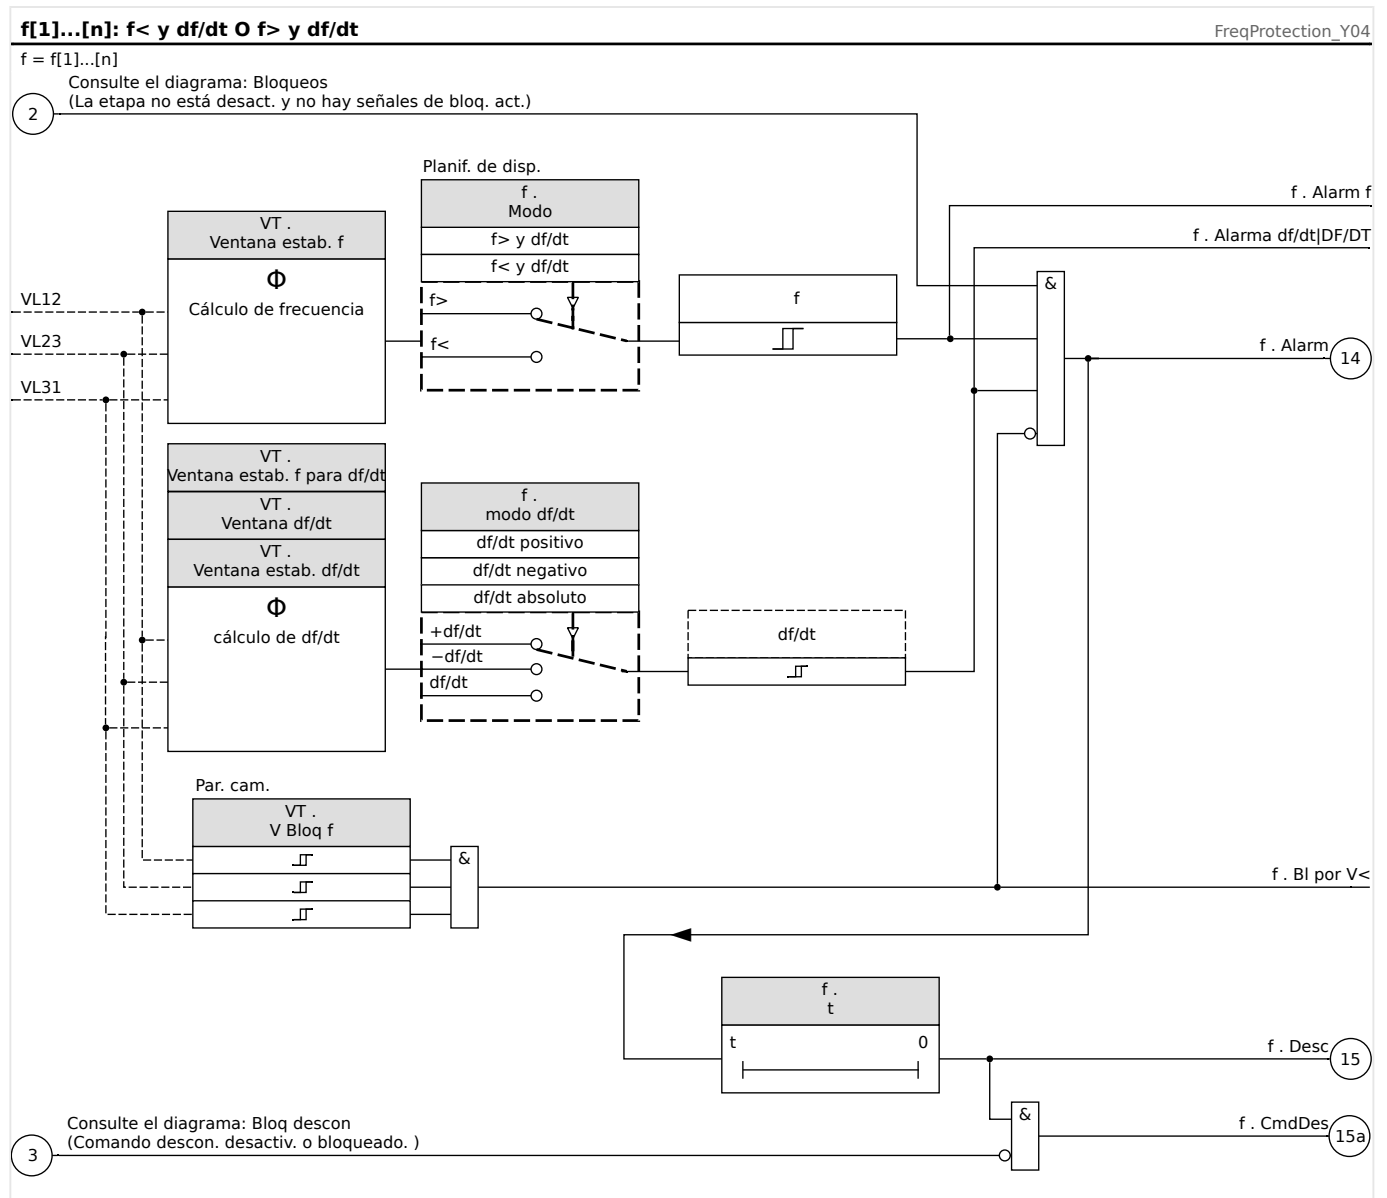 f[1]...[n]: f< y df/dt O f> y df/dt
FreqProtection_Y04
f = f[1]...[n]
Consulte el diagrama: Bloqueos
(La etapa no está desact. y no hay señales de bloq. act.)
2
Planif. de disp.
f .
Modo
f> y df/dt
f< y df/dt
f>
f<
VT .
Ventana estab. f
Φ
Cálculo de frecuencia
VL12
VL23
VL31
f
f . Alarm f
f . Alarma df/dt|DF/DT
&
f . Alarm
14
VT .
Ventana estab. f para df/dt
VT .
Ventana df/dt
VT .
Ventana estab. df/dt
Φ
cálculo de df/dt
f .
modo df/dt
df/dt positivo
df/dt negativo
df/dt absoluto
+df/dt
−df/dt
df/dt
df/dt
Par. cam.
VT .
V Bloq f
&
f . Bl por V<
f .
t
t 0
f . Desc
15
Consulte el diagrama: Bloq descon
(Comando descon. desactiv. o bloqueado. )
3
&
f . CmdDes
15a